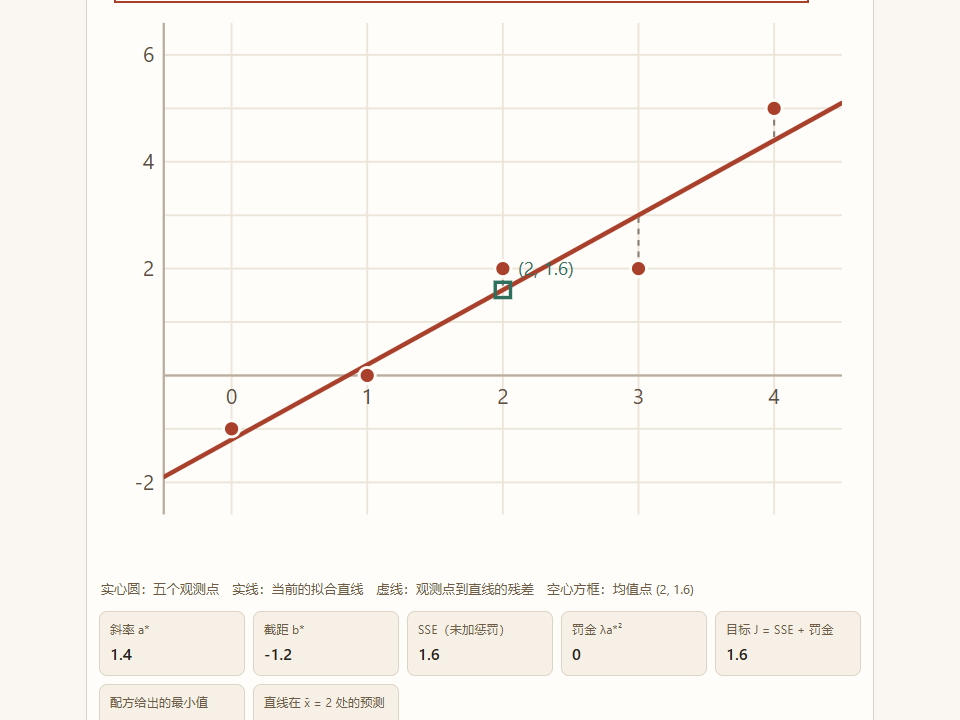 6
4
2
(2, 1.6)
0
1
2
3
4
-2
实心圆：五个观测点 实线：当前的拟合直线 虚线：观测点到直线的残差 空心方框：均值点 (2, 1.6)
斜率 a*
1.4
截距 b*
-1.2
SSE（未加惩罚）
1.6
罚金 λa*²
0
目标 J = SSE + 罚金
1.6
配方给出的最小值
直线在 x̄ = 2 处的预测